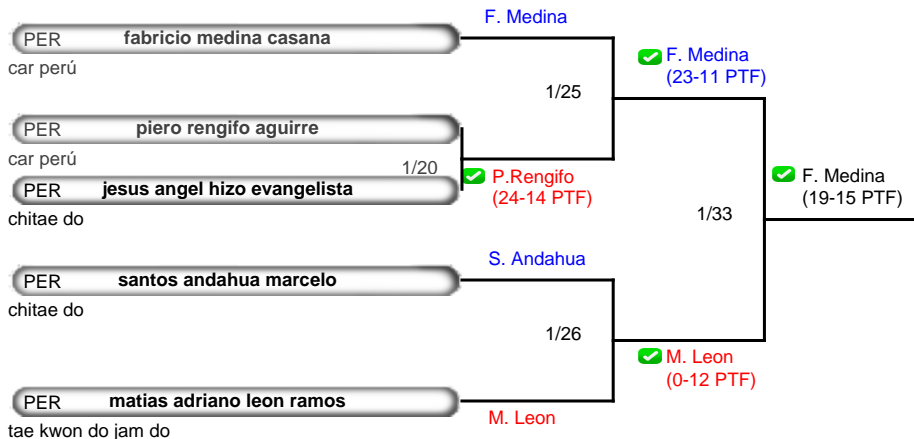 F. Medina
PER fabricio medina casana
car perú
F. Medina
(23-11 PTF)
1/25
PER piero rengifo aguirre
car perú
1/20
P.Rengifo
(24-14 PTF)
PER jesus angel hizo evangelista
chitae do
F. Medina
(19-15 PTF)
1/33
S. Andahua
PER santos andahua marcelo
chitae do
1/26
M. Leon
(0-12 PTF)
PER matias adriano leon ramos
M. Leon
tae kwon do jam do